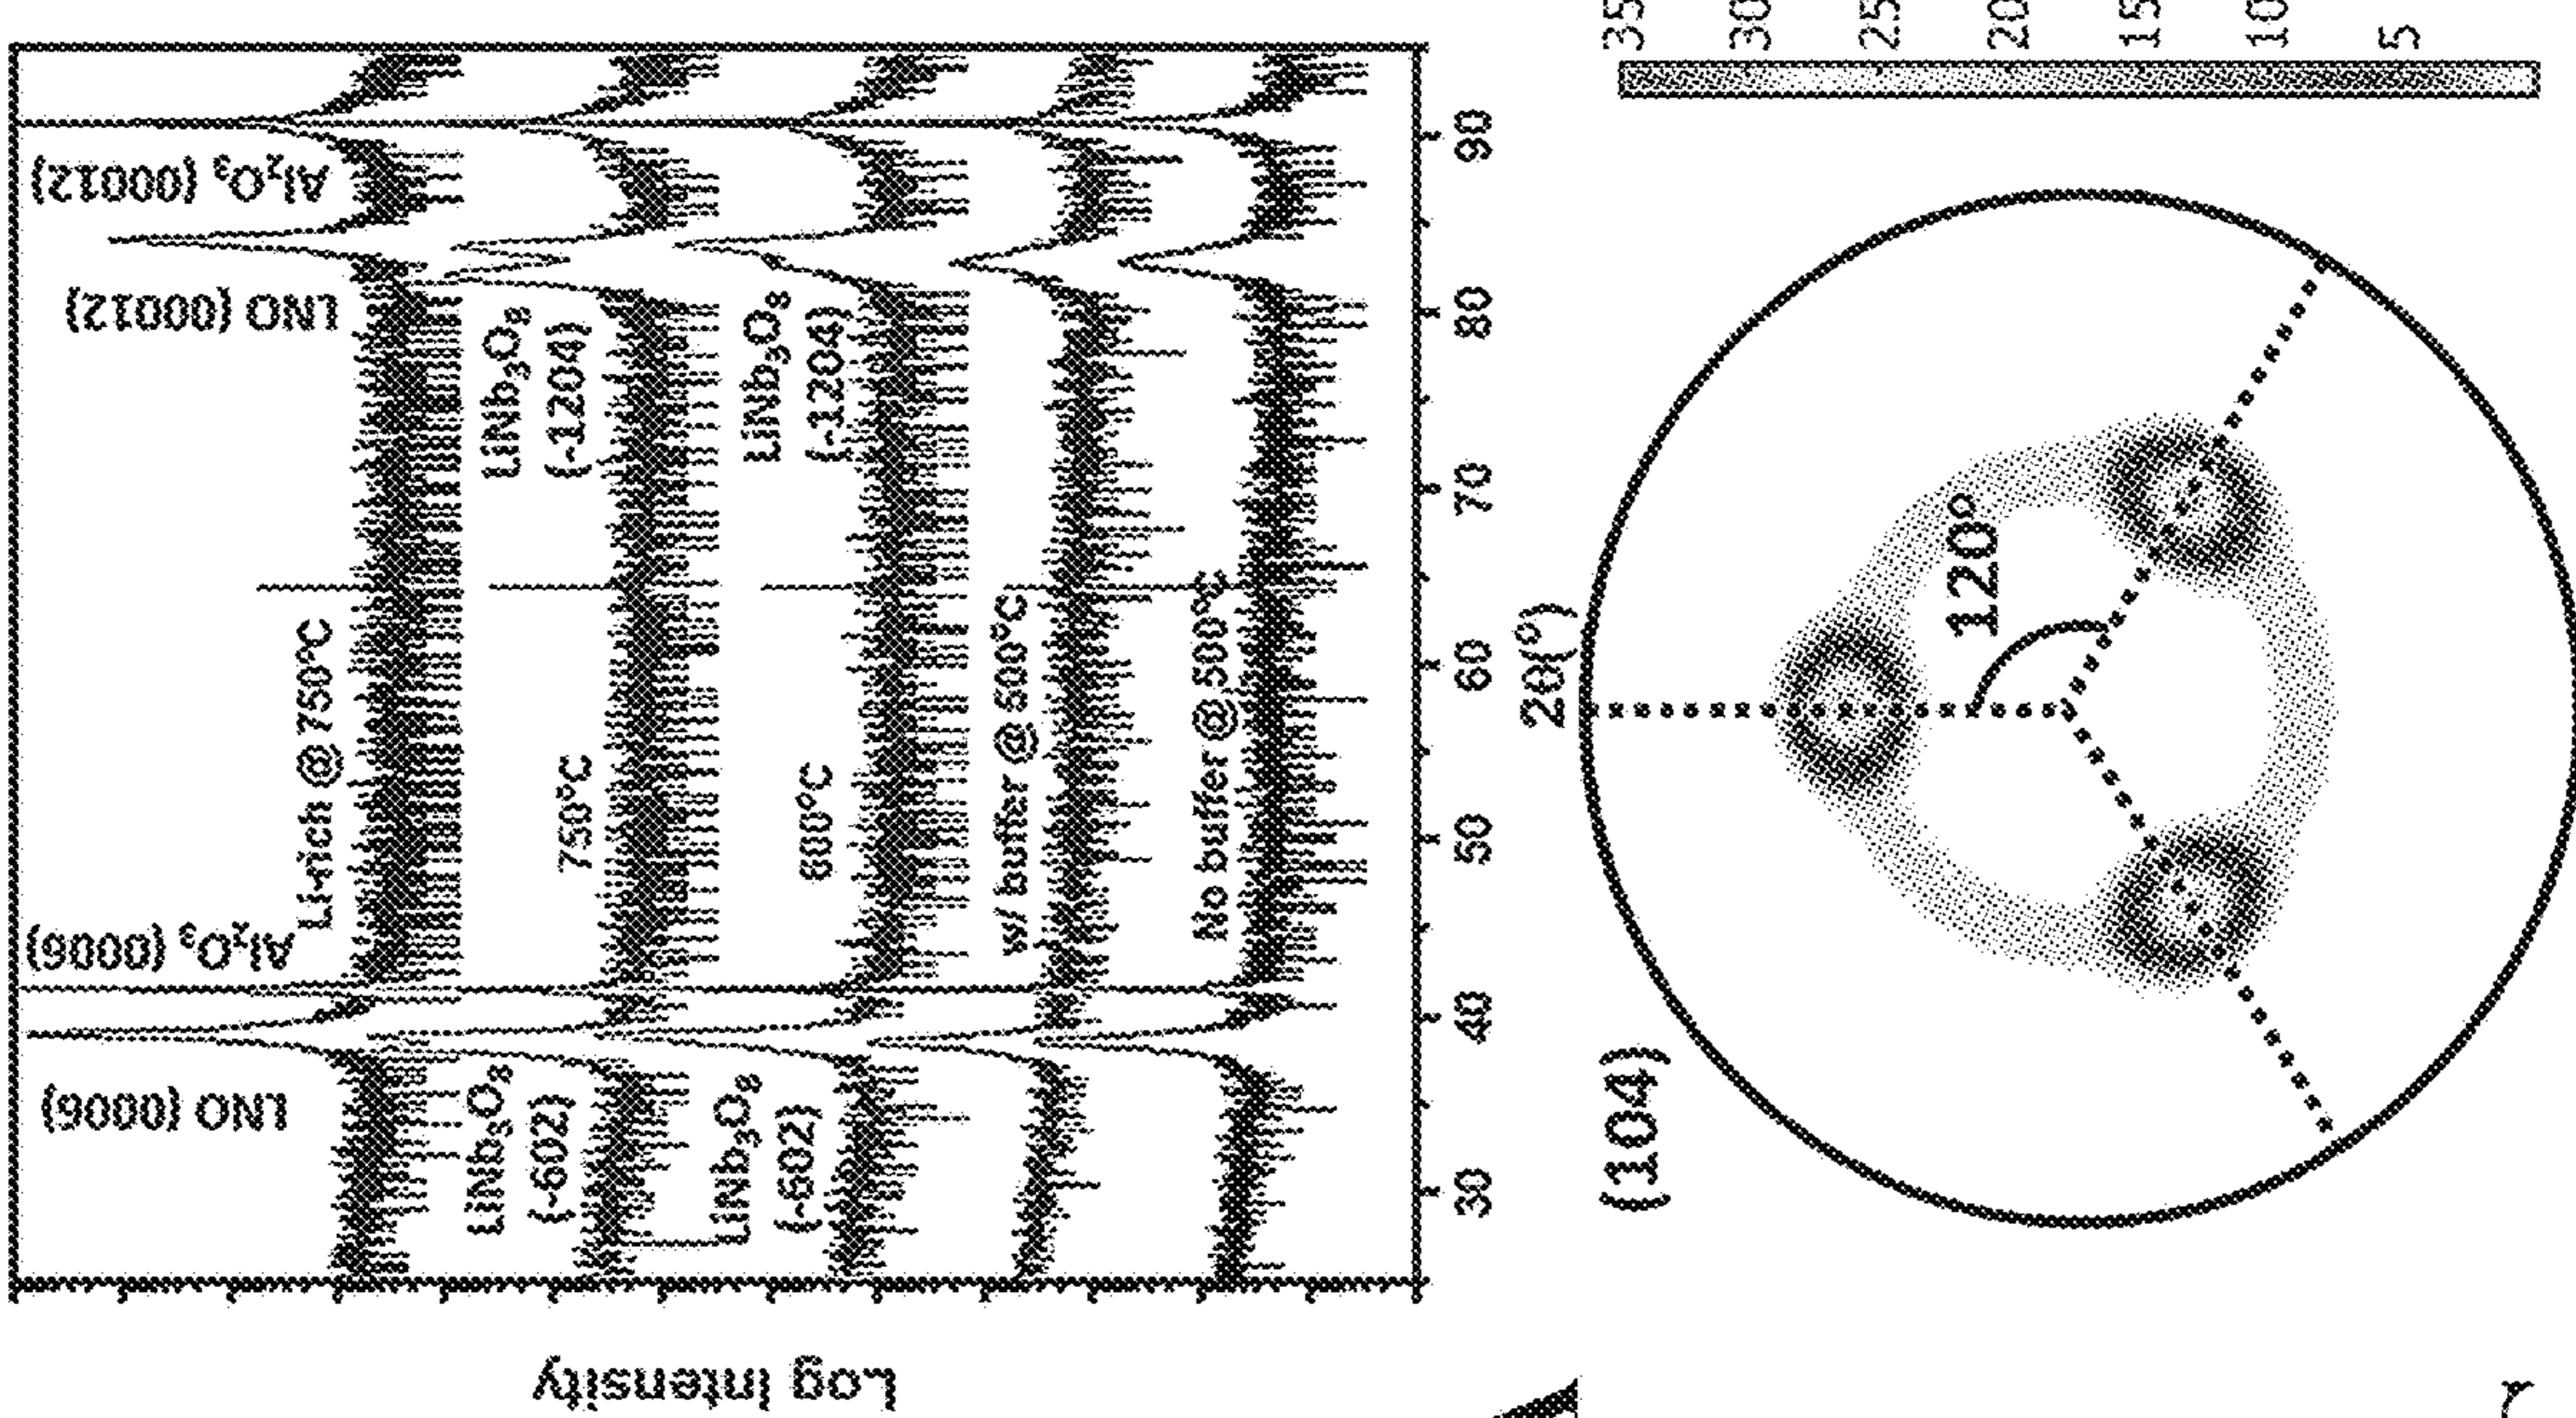 Log Intensity
LNO (0006)
Al₂O₃ (0006)
LNO (00012)
Al₂O₃ (00012)
Li-rich @ 750°C
LiNb₃O₈
(-602)
750°C
LiNb₃O₈
(-1204)
LiNb₃O₈
(-602)
600°C
LiNb₃O₈
(-1204)
w/ buffer @ 500°C
No buffer @ 500°C
30 40 50 60 70 80 90
2θ(°)
(104)
120°
35
30
25
20
15
10
5